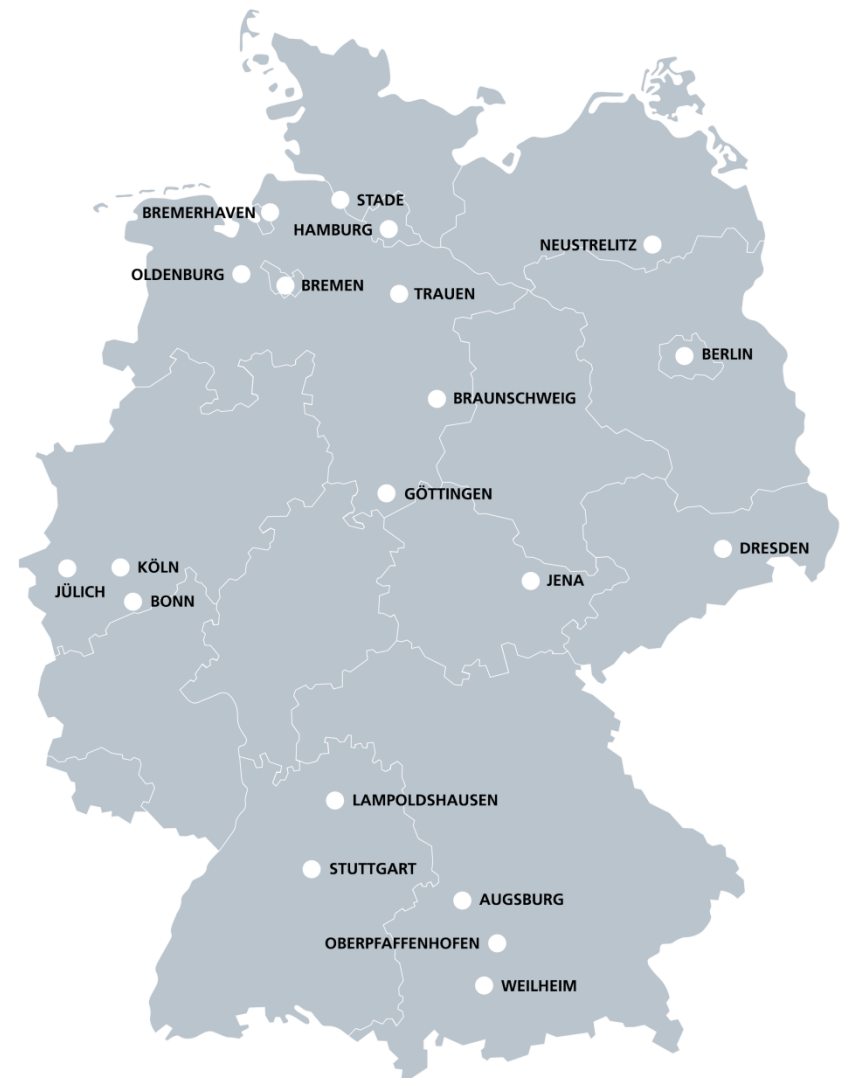 STADE
BREMERHAVEN
HAMBURG
NEUSTRELITZ
OLDENBURG
BREMEN
TRAUEN
BERLIN
BRAUNSCHWEIG
GÖTTINGEN
DRESDEN
KÖLN
JENA
JÜLICH
BONN
LAMPOLDSHAUSEN
STUTTGART
AUGSBURG
OBERPFAFFENHOFEN
WEILHEIM